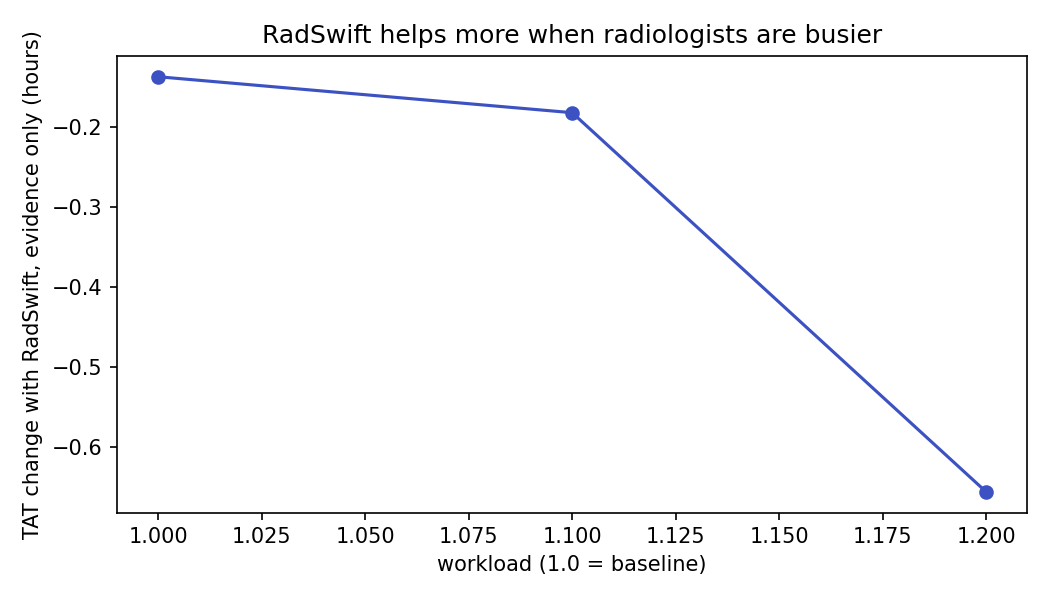 RadSwift helps more when radiologists are busier
TAT change with RadSwift, evidence only (hours)
−0.2
−0.3
−0.4
−0.5
−0.6
1.000 1.025 1.050 1.075 1.100 1.125 1.150 1.175 1.200
workload (1.0 = baseline)